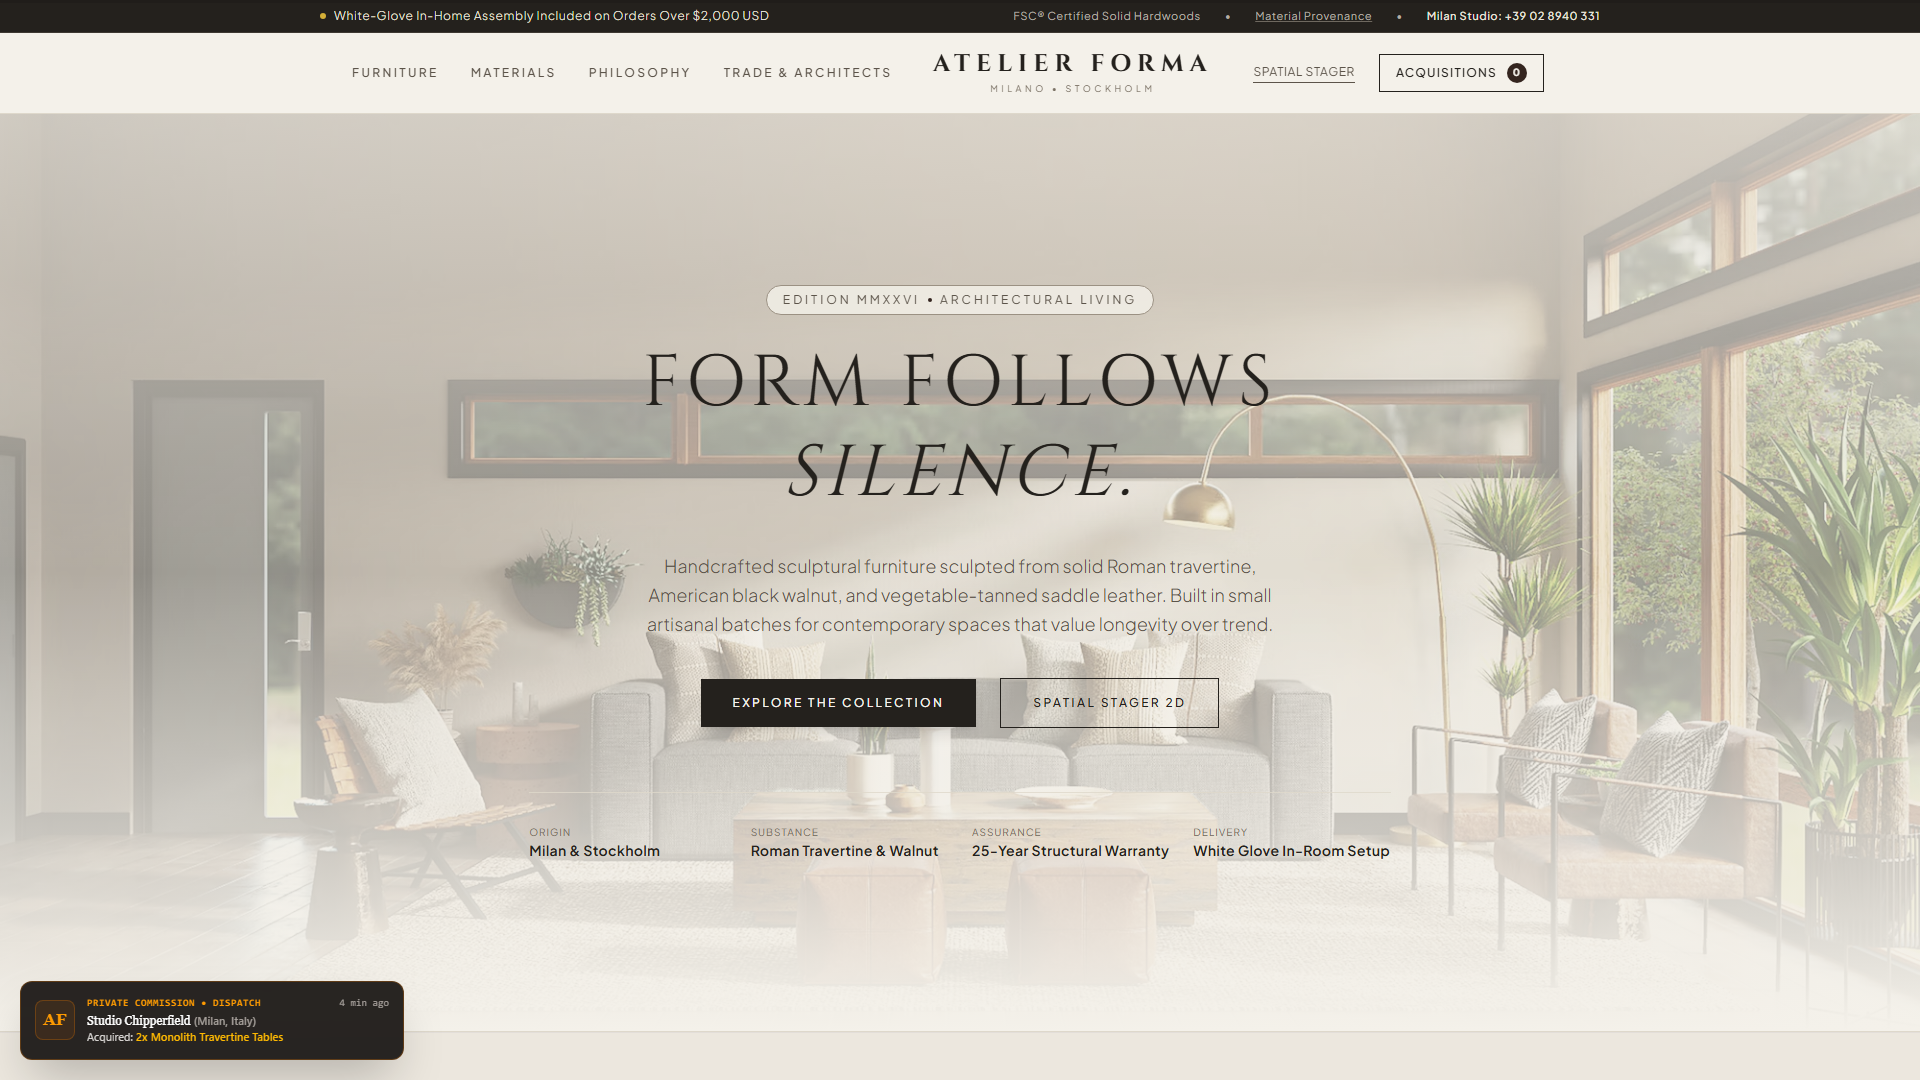 White-Glove In-Home Assembly Included on Orders Over $2,000 USD
FSC® Certified Solid Hardwoods • Material Provenance • Milan Studio: +39 02 8940 331
FURNITURE MATERIALS PHILOSOPHY TRADE & ARCHITECTS
ATELIER FORMA
MILANO • STOCKHOLM
SPATIAL STAGER
ACQUISITIONS 0
EDITION MMXXVI • ARCHITECTURAL LIVING
FORM FOLLOWS
SILENCE.
Handcrafted sculptural furniture sculpted from solid Roman travertine,
American black walnut, and vegetable-tanned saddle leather. Built in small
artisanal batches for contemporary spaces that value longevity over trend.
EXPLORE THE COLLECTION
SPATIAL STAGER 2D
ORIGIN
Milan & Stockholm
SUBSTANCE
Roman Travertine & Walnut
ASSURANCE
25-Year Structural Warranty
DELIVERY
White Glove In-Room Setup
AF
PRIVATE COMMISSION • DISPATCH 4 min ago
Studio Chipperfield (Milan, Italy)
Acquired: 2x Monolith Travertine Tables